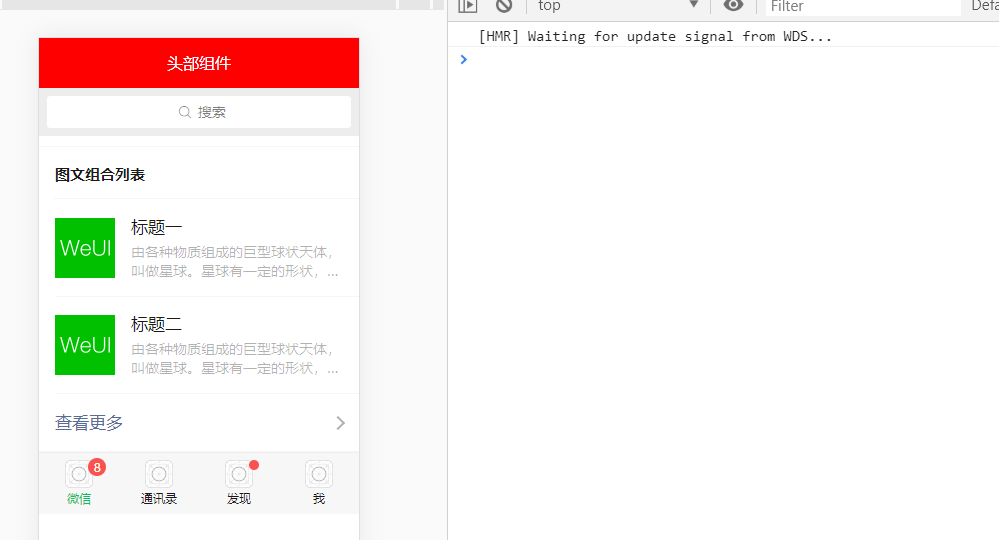 top
Filter
Defa
[HMR] Waiting for update signal from WDS...
头部组件
搜索
图文组合列表
WeUI
标题一
由各种物质组成的巨型球状天体，
叫做星球。星球有一定的形状，...
WeUI
标题二
由各种物质组成的巨型球状天体，
叫做星球。星球有一定的形状，...
查看更多
8
微信
通讯录
发现
我